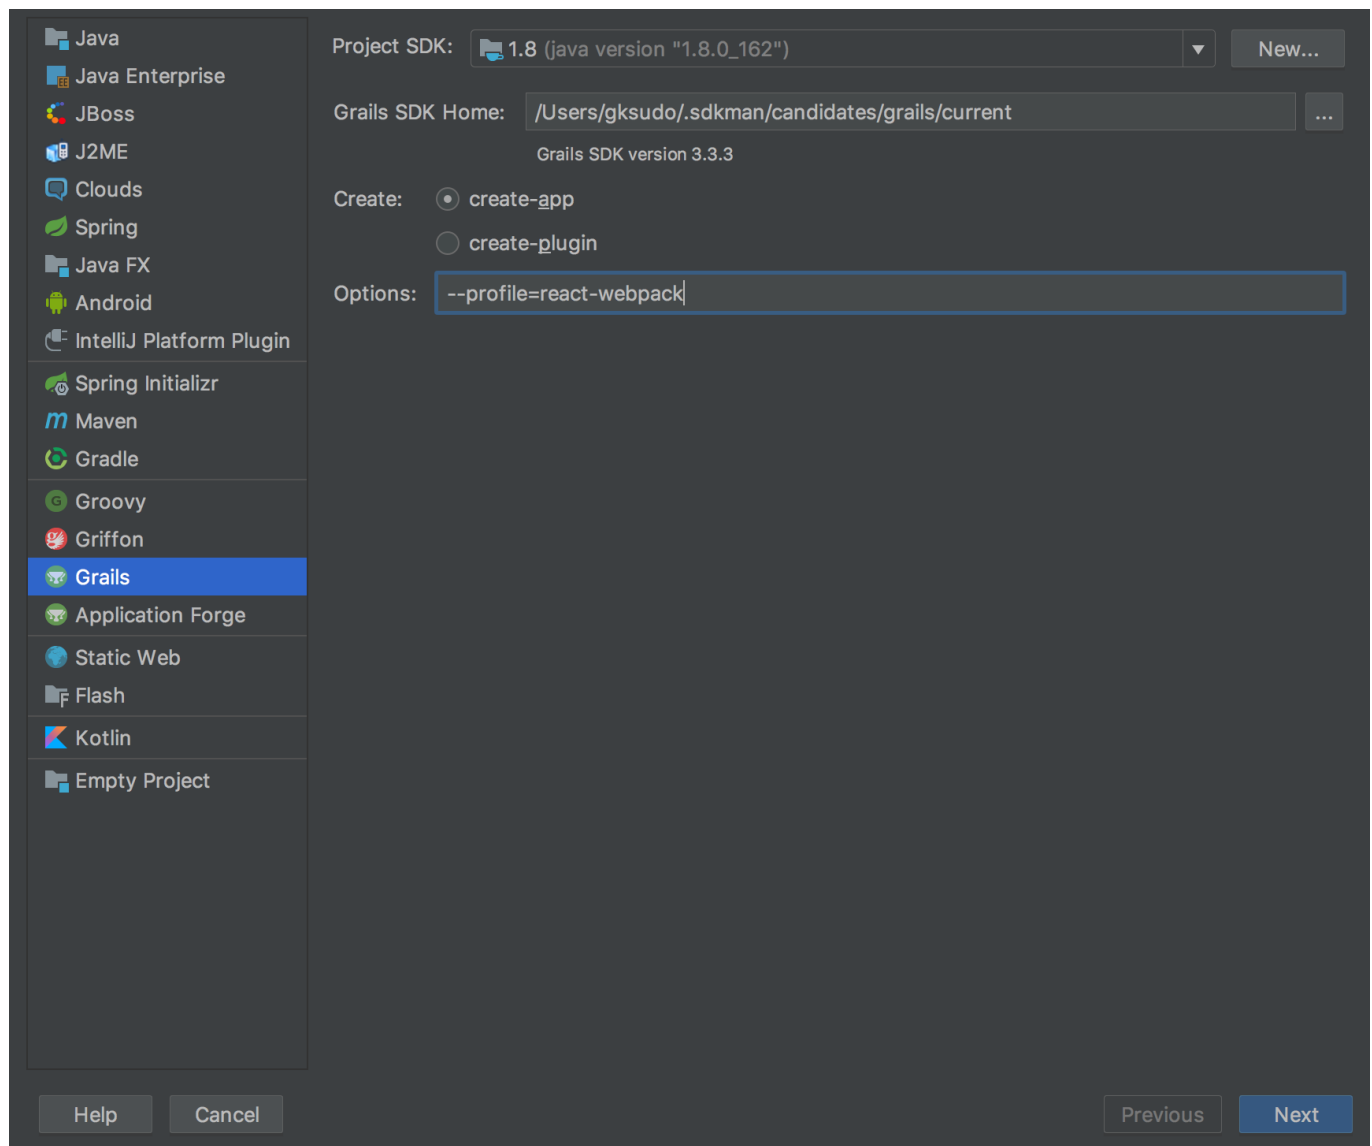 Java
Java Enterprise
JBoss
J2ME
Clouds
Spring
Java FX
Android
IntelliJ Platform Plugin
Spring Initializr
Maven
Gradle
Groovy
Griffon
Grails
Application Forge
Static Web
Flash
Kotlin
Empty Project
Project SDK: 1.8 (java version "1.8.0_162") New...
Grails SDK Home: /Users/gksudo/.sdkman/candidates/grails/current ...
Grails SDK version 3.3.3
Create: create-app
create-plugin
Options: --profile=react-webpack
Help Cancel Previous Next